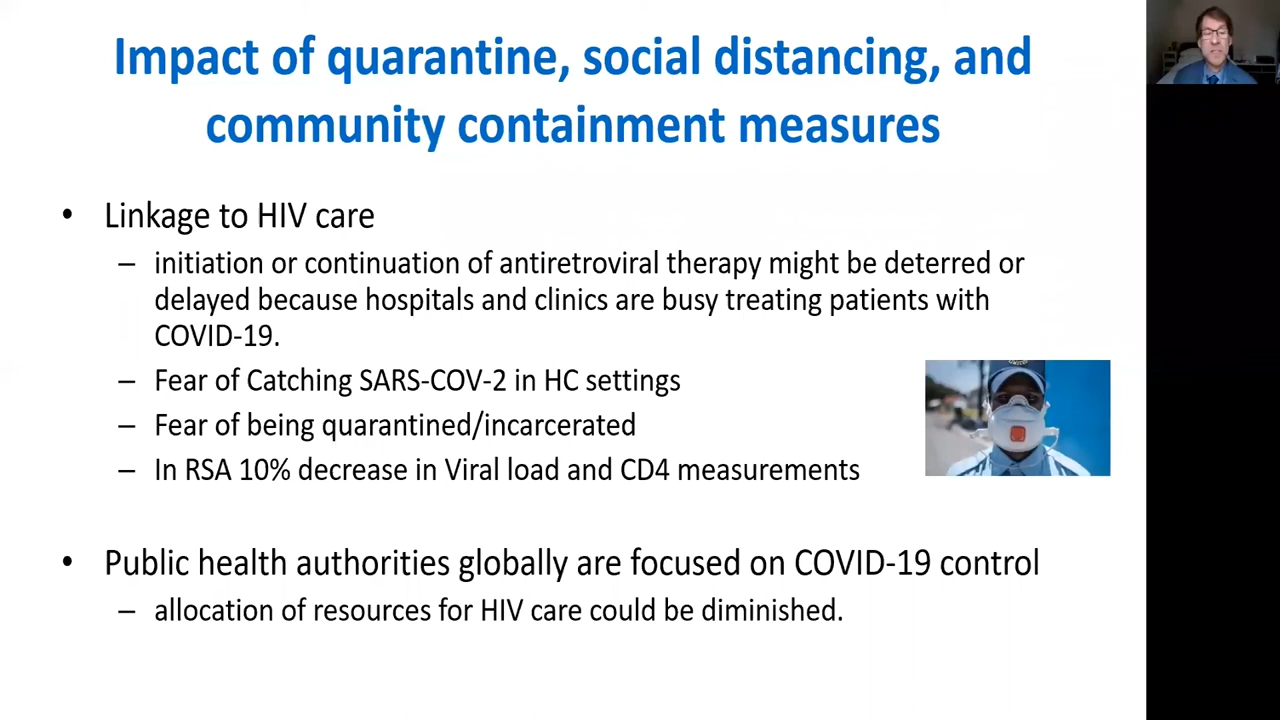 Impact of quarantine, social distancing, and
community containment measures
• Linkage to HIV care
– initiation or continuation of antiretroviral therapy might be deterred or
delayed because hospitals and clinics are busy treating patients with
COVID-19.
– Fear of Catching SARS-COV-2 in HC settings
– Fear of being quarantined/incarcerated
– In RSA 10% decrease in Viral load and CD4 measurements
• Public health authorities globally are focused on COVID-19 control
– allocation of resources for HIV care could be diminished.